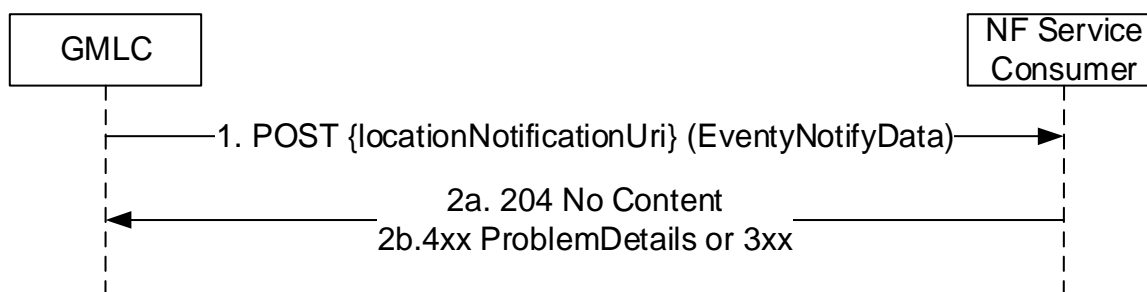 GMLC
NF Service
Consumer
1. POST {locationNotificationUri} (EventyNotifyData)
2a. 204 No Content
2b.4xx ProblemDetails or 3xx